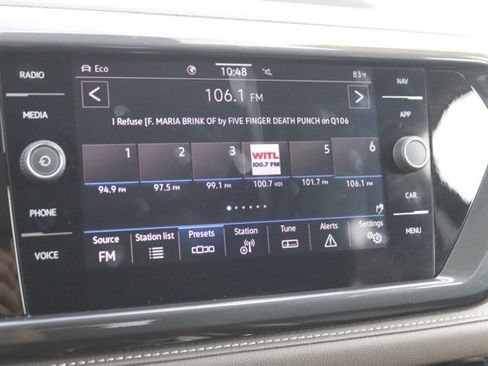 RADIO
MEDIA
PHONE
VOICE
Eco 10:48 83°F
106.1 FM
I Refuse [F. MARIA BRINK OF by FIVE FINGER DEATH PUNCH on Q106
1 2 3 WITL 100.7 FM 5 6
94.9 FM 97.5 FM 99.1 FM 100.7 HD1 101.7 FM 106.1 FM
Source Station list Presets Station Tune Alerts Settings
FM
NAV
APP
CAR
MENU